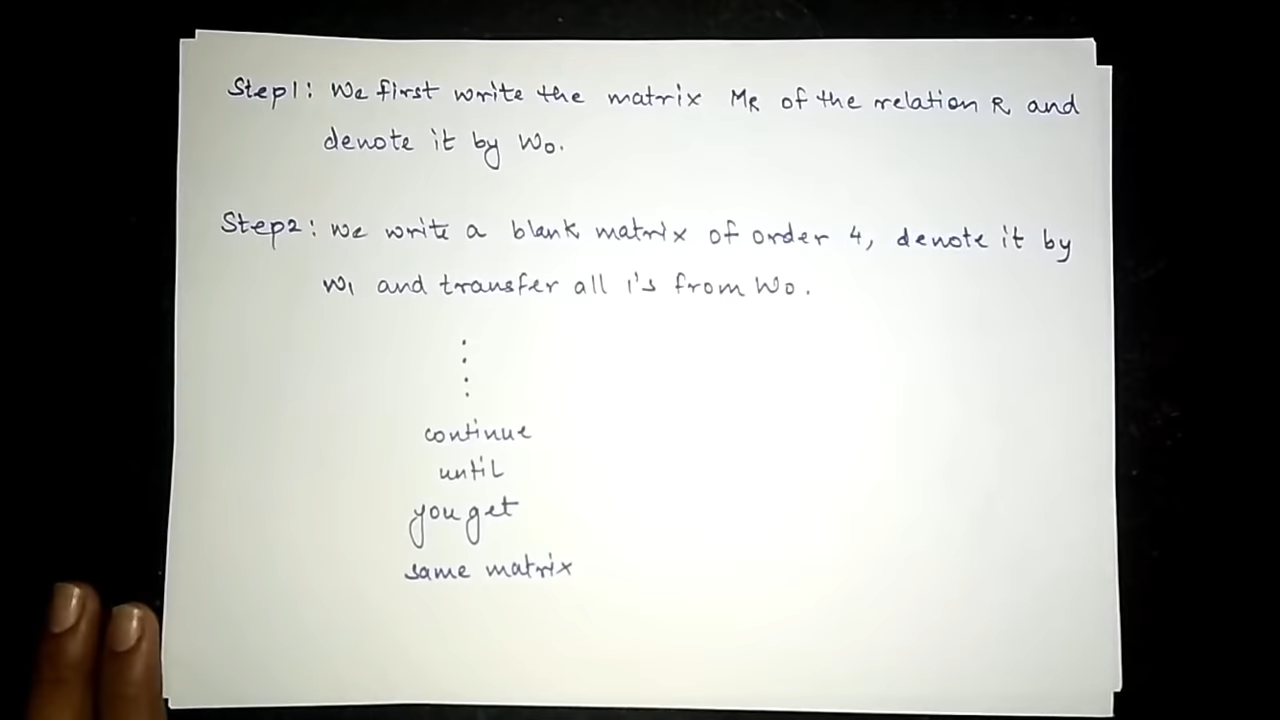 Step1: We first write the matrix MR of the relation R and
denote it by W0.
Step2: We write a blank matrix of order 4, denote it by
W1 and transfer all 1's from W0.
⋮
continue
until
you get
same matrix